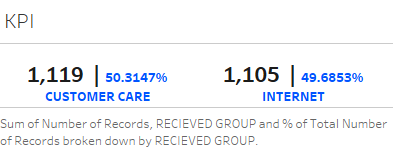 KPI
1,119 | 50.3147% 1,105 | 49.6853%
CUSTOMER CARE INTERNET
Sum of Number of Records, RECIEVED GROUP and % of Total Number
of Records broken down by RECIEVED GROUP.